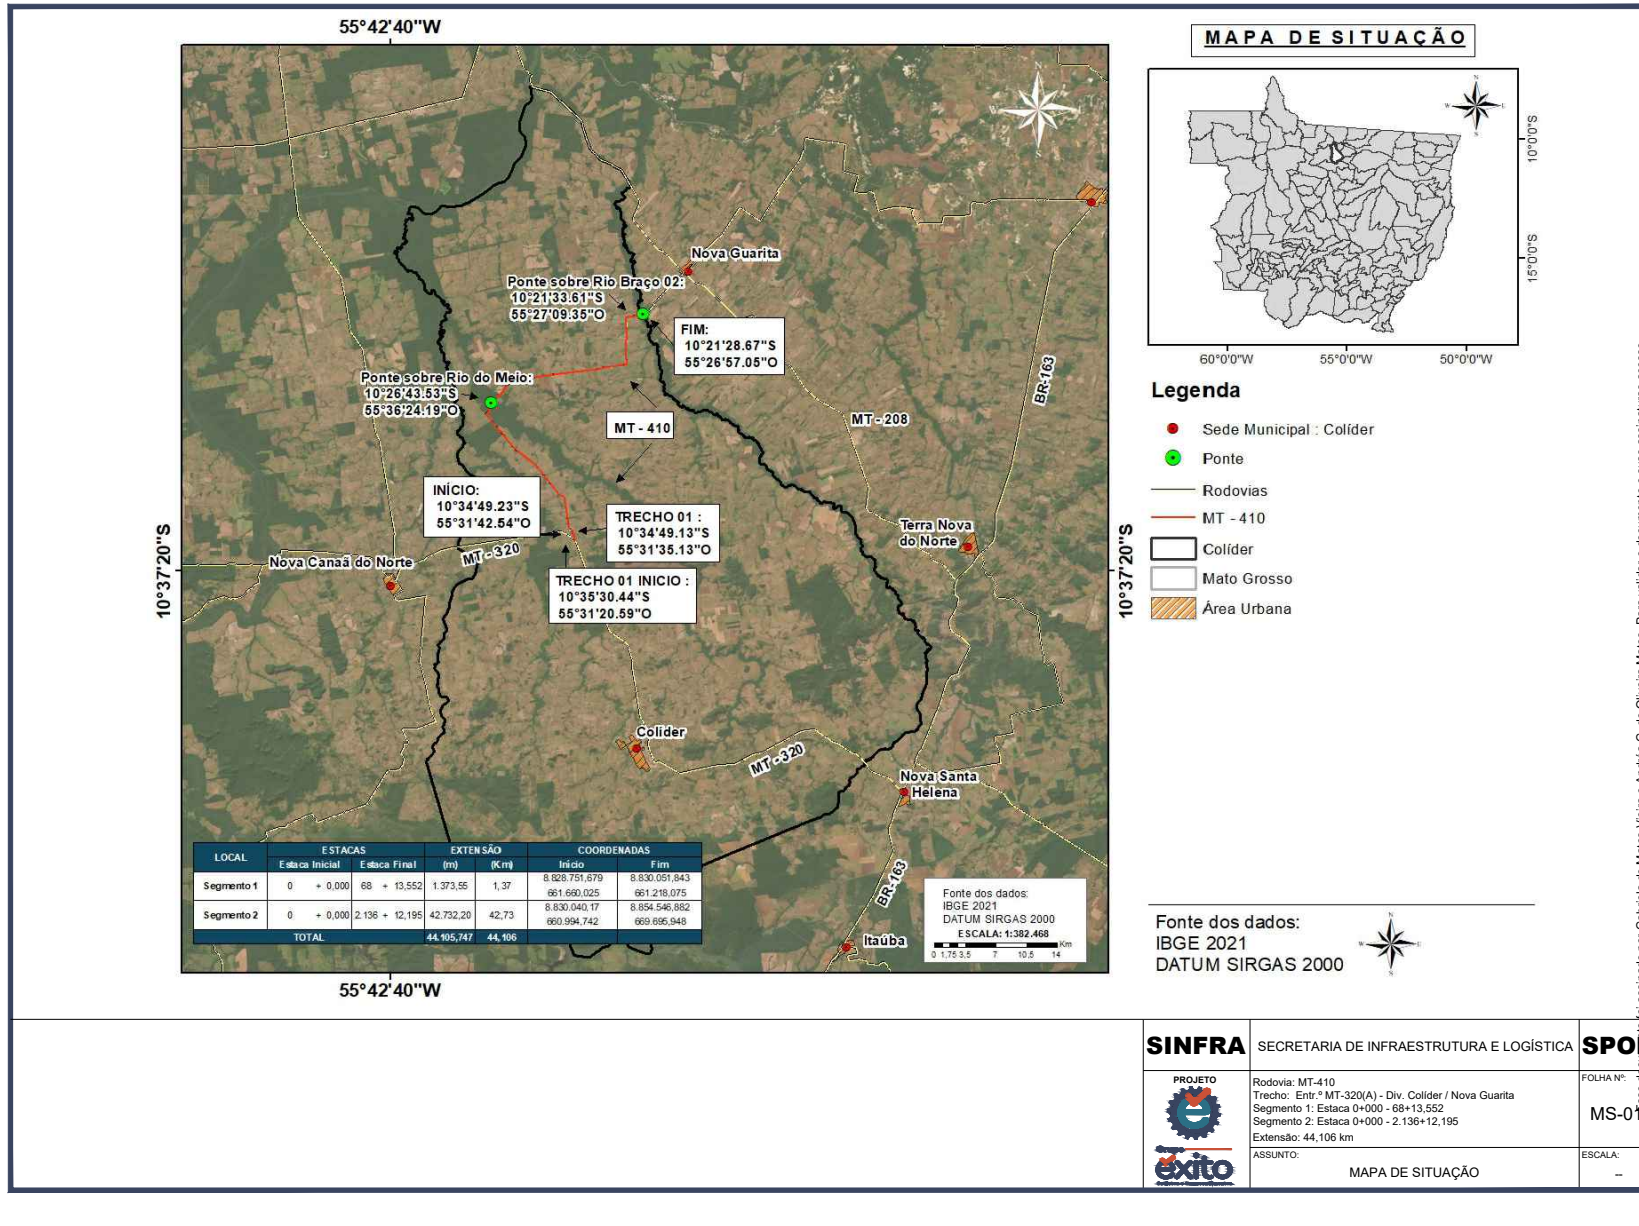 55°42'40"W
MAPA DE SITUAÇÃO
N
W
E
S
10°0'0"S
15°0'0"S
60°0'0"W
55°0'0"W
50°0'0"W
Nova Guarita
Ponte sobre Rio Braço 02:
10°21'33.61"S
55°27'09.35"O
FIM:
10°21'28.67"S
55°26'57.05"O
Ponte sobre Rio do Meio:
10°26'43.53"S
55°36'24.19"O
MT - 410
MT - 208
BR-163
INÍCIO:
10°34'49.23"S
55°31'42.54"O
TRECHO 01 :
10°34'49.13"S
55°31'35.13"O
TRECHO 01 INICIO :
10°35'30.44"S
55°31'20.59"O
Terra Nova
do Norte
MT - 320
Nova Canaã do Norte
10°37'20"S
10°37'20"S
Colíder
MT - 320
Nova Santa
Helena
BR-163
Itaúba
LOCAL ESTACAS EXTENSÃO COORDENADAS
Estaca Inicial Estaca Final (m) (Km) Início Fim
Segmento 1 0 + 0,000 68 + 13,552 1.373,55 1,37 8.828.751,679 8.830.051,843
661.660,025 661.218,075
Segmento 2 0 + 0,000 2.136 + 12,195 42.732,20 42,73 8.830.040,17 8.854.546,882
660.994,742 669.695,948
TOTAL 44.105,747 44,106
Fonte dos dados:
IBGE 2021
DATUM SIRGAS 2000
ESCALA: 1:382.468
Km
0 1,75 3,5 7 10,5 14
55°42'40"W
Legenda
Sede Municipal : Colíder
Ponte
Rodovias
MT - 410
Colíder
Mato Grosso
Área Urbana
Fonte dos dados:
IBGE 2021
DATUM SIRGAS 2000
SINFRA
SECRETARIA DE INFRAESTRUTURA E LOGÍSTICA
PROJETO
Rodovia: MT-410
Trecho: Entr.º MT-320(A) - Div. Colíder / Nova Guarita
Segmento 1: Estaca 0+000 - 68+13,552
Segmento 2: Estaca 0+000 - 2.136+12,195
Extensão: 44,106 km
FOLHA Nº:
MS-01
êxito
ASSUNTO:
MAPA DE SITUAÇÃO
ESCALA:
--